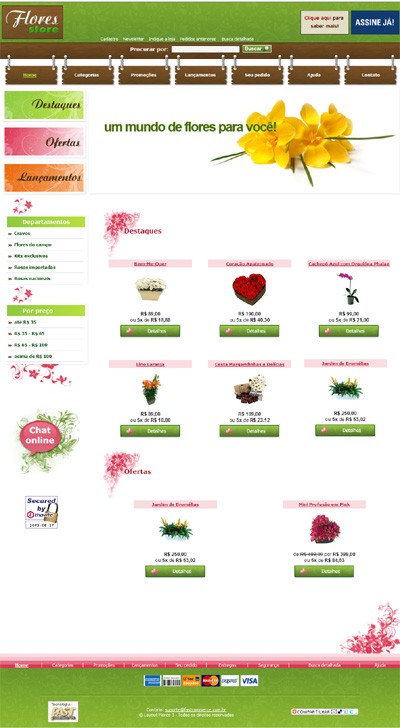 Flores
store
Clique aqui para
saber mais!
ASSINE JÁ!
Cadastro Newsletter Indique a loja Pedidos anteriores Busca detalhada
Procurar por: Buscar
Home Categorias Promoções Lançamentos Seu pedido Ajuda Contato
Destaques
Ofertas
Lançamentos
um mundo de flores para você!
Departamentos
Cravos
Flores do campo
Kits exclusivos
Rosas importadas
Rosas nacionais
Por preço
até R$ 35
R$ 35 - R$ 65
R$ 65 - R$ 100
acima de R$ 100
Chat
online
Secured
by
Destaques
Bem-Me-Quer
R$ 89,00
ou 5x de R$ 18,88
Detalhes
Coração Apaixonado
R$ 190,00
ou 5x de R$ 40,30
Detalhes
Cachepô Azul com Orquídea Phalae
R$ 99,00
ou 5x de R$ 21,00
Detalhes
Lírio Laranja
R$ 89,00
ou 5x de R$ 18,88
Detalhes
Cesta Margaridinhas e Delícias
R$ 109,00
ou 5x de R$ 23,12
Detalhes
Jardim de Bromélias
R$ 250,00
ou 5x de R$ 53,02
Detalhes
Ofertas
Jardim de Bromélias
R$ 250,00
ou 5x de R$ 53,02
Detalhes
Mini Profusão em Pink
de R$ 499,00 por R$ 399,00
ou 5x de R$ 84,63
Detalhes
Home Categorias Promoções Lançamentos Seu pedido Entregas Segurança Busca detalhada Ajuda
VISA
Tecnologia
FASTCOMMERCE
Contato:
© Layout Flores 1 - Todos os direitos reservados
COMPARTILHAR